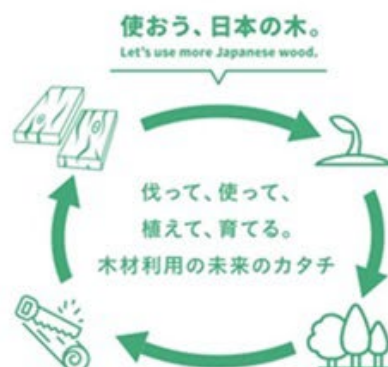 使おう、日本の木。
Let's use more Japanese wood.
伐って、使って、
植えて、育てる。
木材利用の未来のカタチ